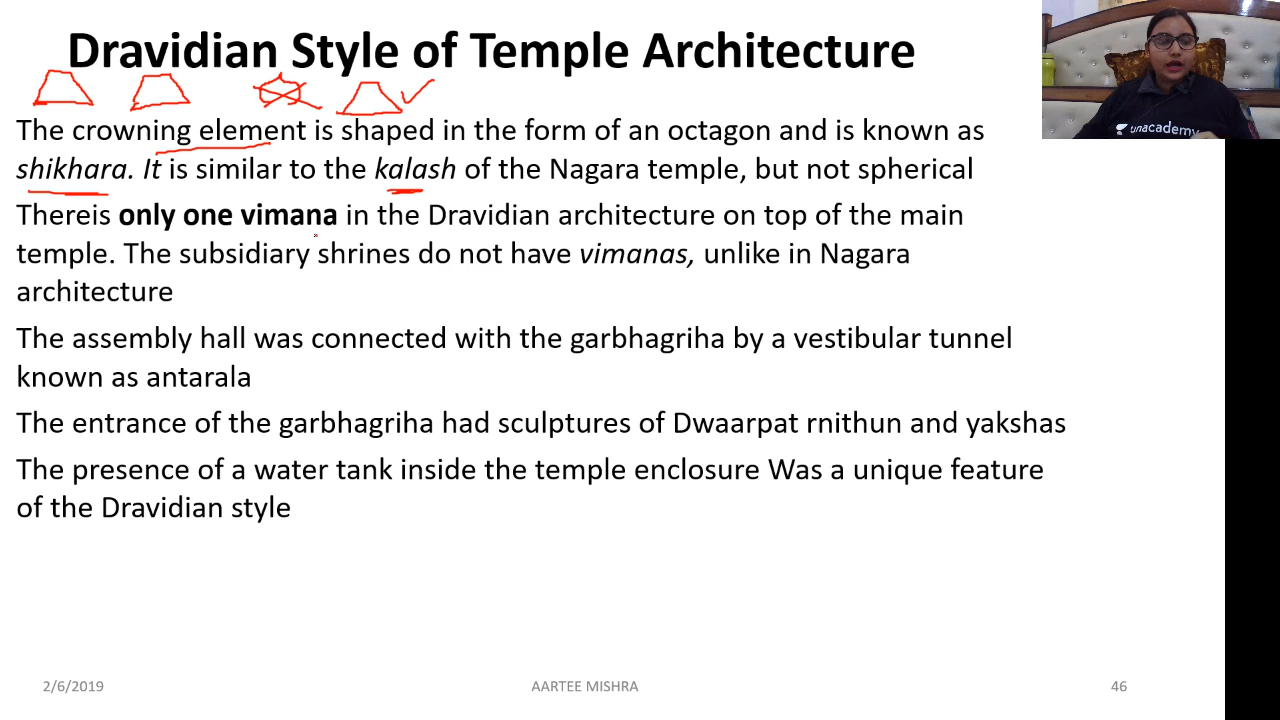 Dravidian Style of Temple Architecture
The crowning element is shaped in the form of an octagon and is known as
shikhara. It is similar to the kalash of the Nagara temple, but not spherical
Thereis only one vimana in the Dravidian architecture on top of the main
temple. The subsidiary shrines do not have vimanas, unlike in Nagara
architecture
The assembly hall was connected with the garbhagriha by a vestibular tunnel
known as antarala
The entrance of the garbhagriha had sculptures of Dwaarpat rnithun and yakshas
The presence of a water tank inside the temple enclosure Was a unique feature
of the Dravidian style
unacademy
2/6/2019
AARTEE MISHRA
46